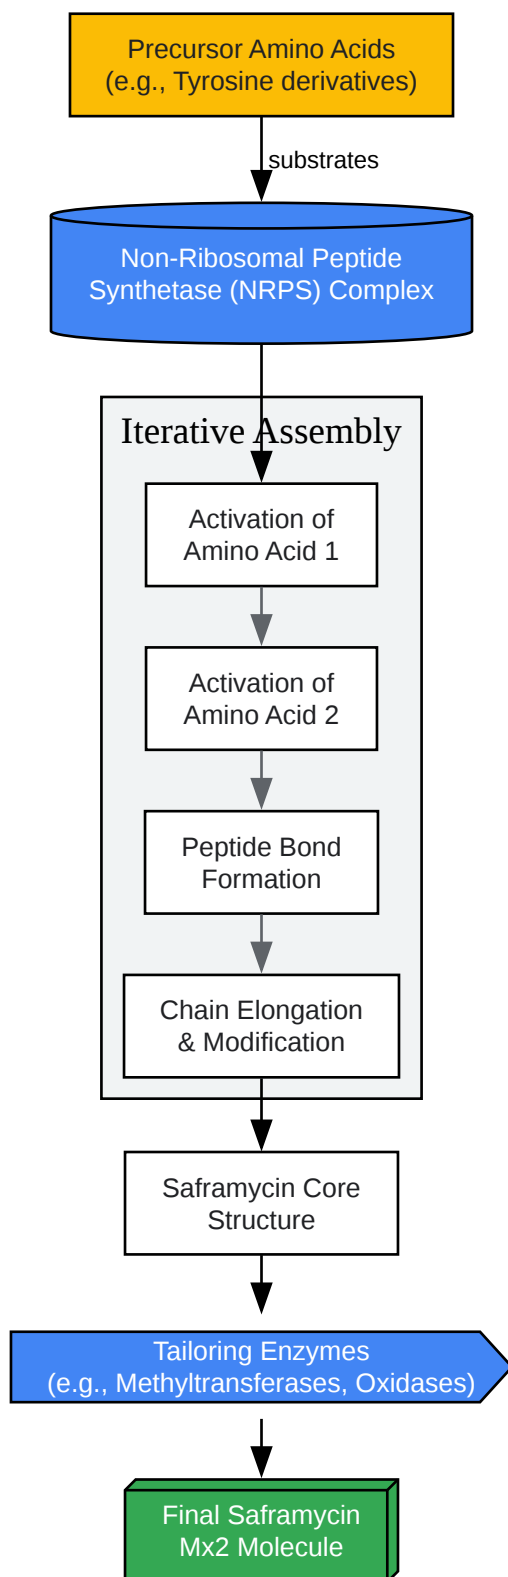 Precursor Amino Acids
(e.g., Tyrosine derivatives)
substrates
Non-Ribosomal Peptide
Synthetase (NRPS) Complex
Iterative Assembly
Activation of
Amino Acid 1
Activation of
Amino Acid 2
Peptide Bond
Formation
Chain Elongation
& Modification
Saframycin Core
Structure
Tailoring Enzymes
(e.g., Methyltransferases, Oxidases)
Final Saframycin
Mx2 Molecule